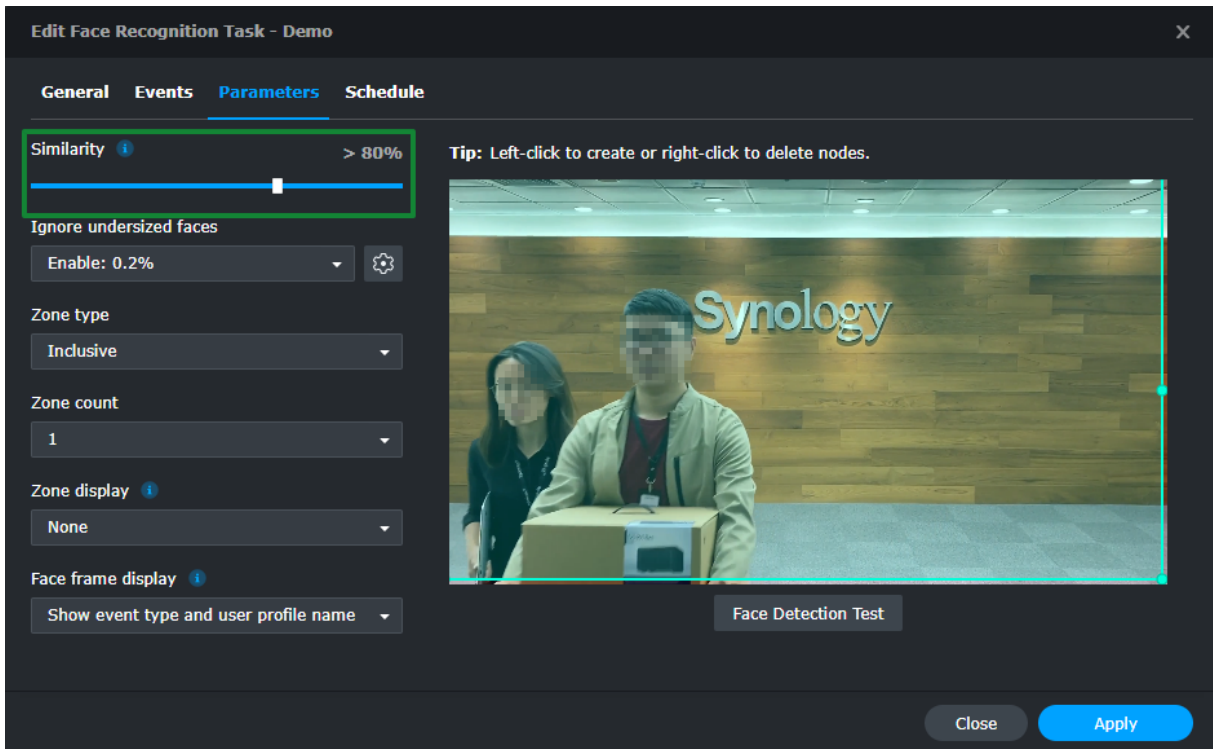 Edit Face Recognition Task - Demo
General Events Parameters Schedule
Similarity
> 80%
Ignore undersized faces
Enable: 0.2%
Zone type
Inclusive
Zone count
1
Zone display
None
Face frame display
Show event type and user profile name
Tip: Left-click to create or right-click to delete nodes.
Synology
Face Detection Test
Close
Apply